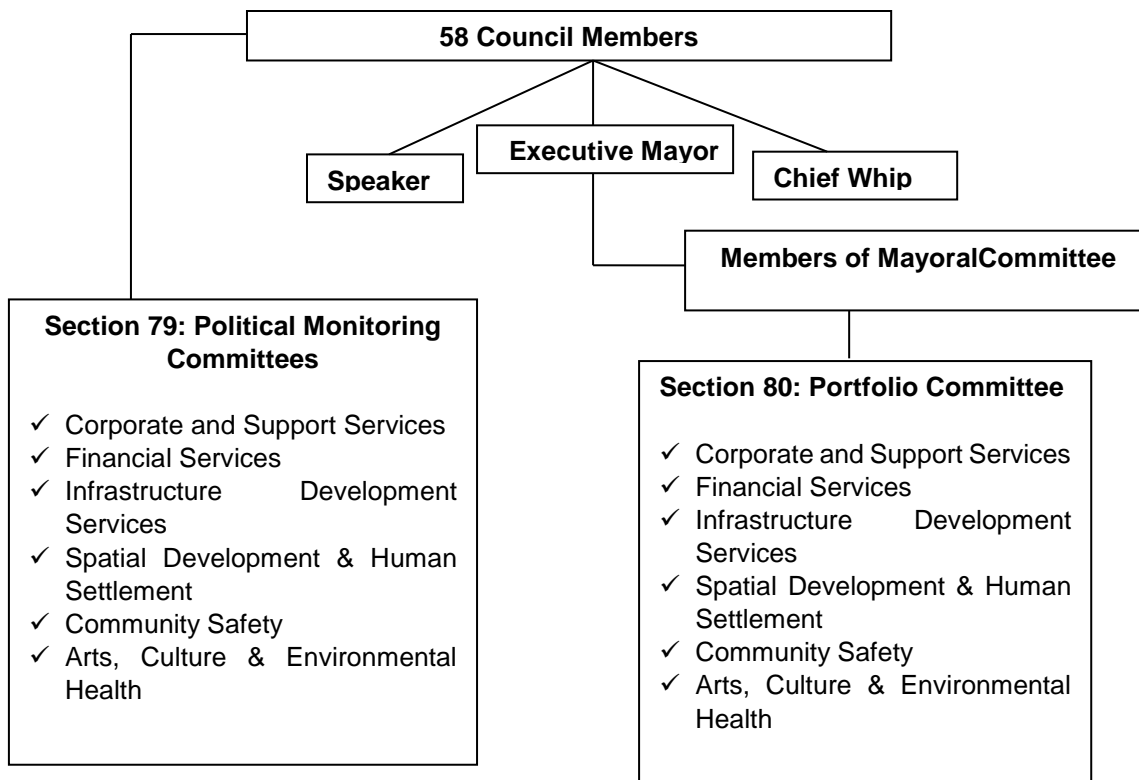 58 Council Members
Executive Mayor
Speaker
Chief Whip
Members of MayoralCommittee
Section 79: Political Monitoring
Committees
✓ Corporate and Support Services
✓ Financial Services
✓ Infrastructure Development
Services
✓ Spatial Development & Human
Settlement
✓ Community Safety
✓ Arts, Culture & Environmental
Health
Section 80: Portfolio Committee
✓ Corporate and Support Services
✓ Financial Services
✓ Infrastructure Development
Services
✓ Spatial Development & Human
Settlement
✓ Community Safety
✓ Arts, Culture & Environmental
Health